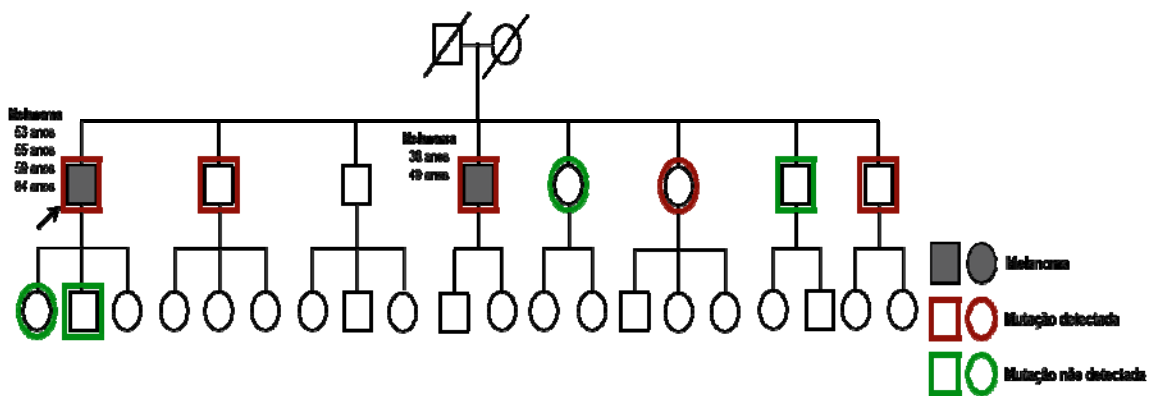 Melanoma
53 anos
55 anos
59 anos
64 anos
Melanoma
38 anos
49 anos
Melanoma
Mutação detectada
Mutação não detectada